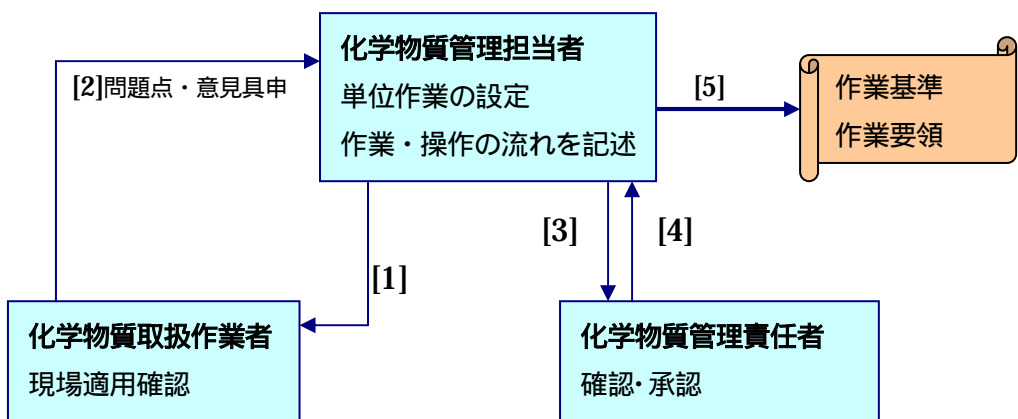 化学物質管理担当者
単位作業の設定
作業・操作の流れを記述
[2]問題点・意見具申
[5]
作業基準
作業要領
[3]
[4]
[1]
化学物質取扱作業者
現場適用確認
化学物質管理責任者
確認・承認